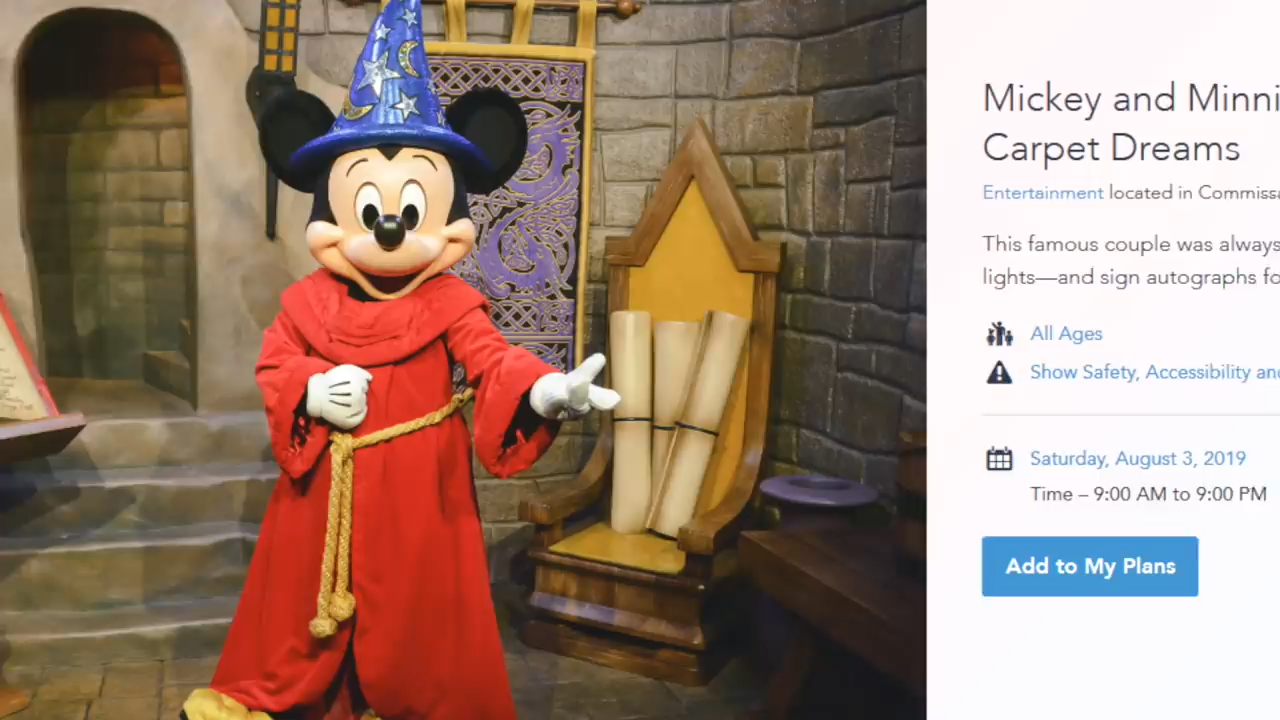 Mickey and Minni
Carpet Dreams
Entertainment located in Commissa
This famous couple was always
lights—and sign autographs fo
All Ages
Show Safety, Accessibility and
Saturday, August 3, 2019
Time – 9:00 AM to 9:00 PM
Add to My Plans